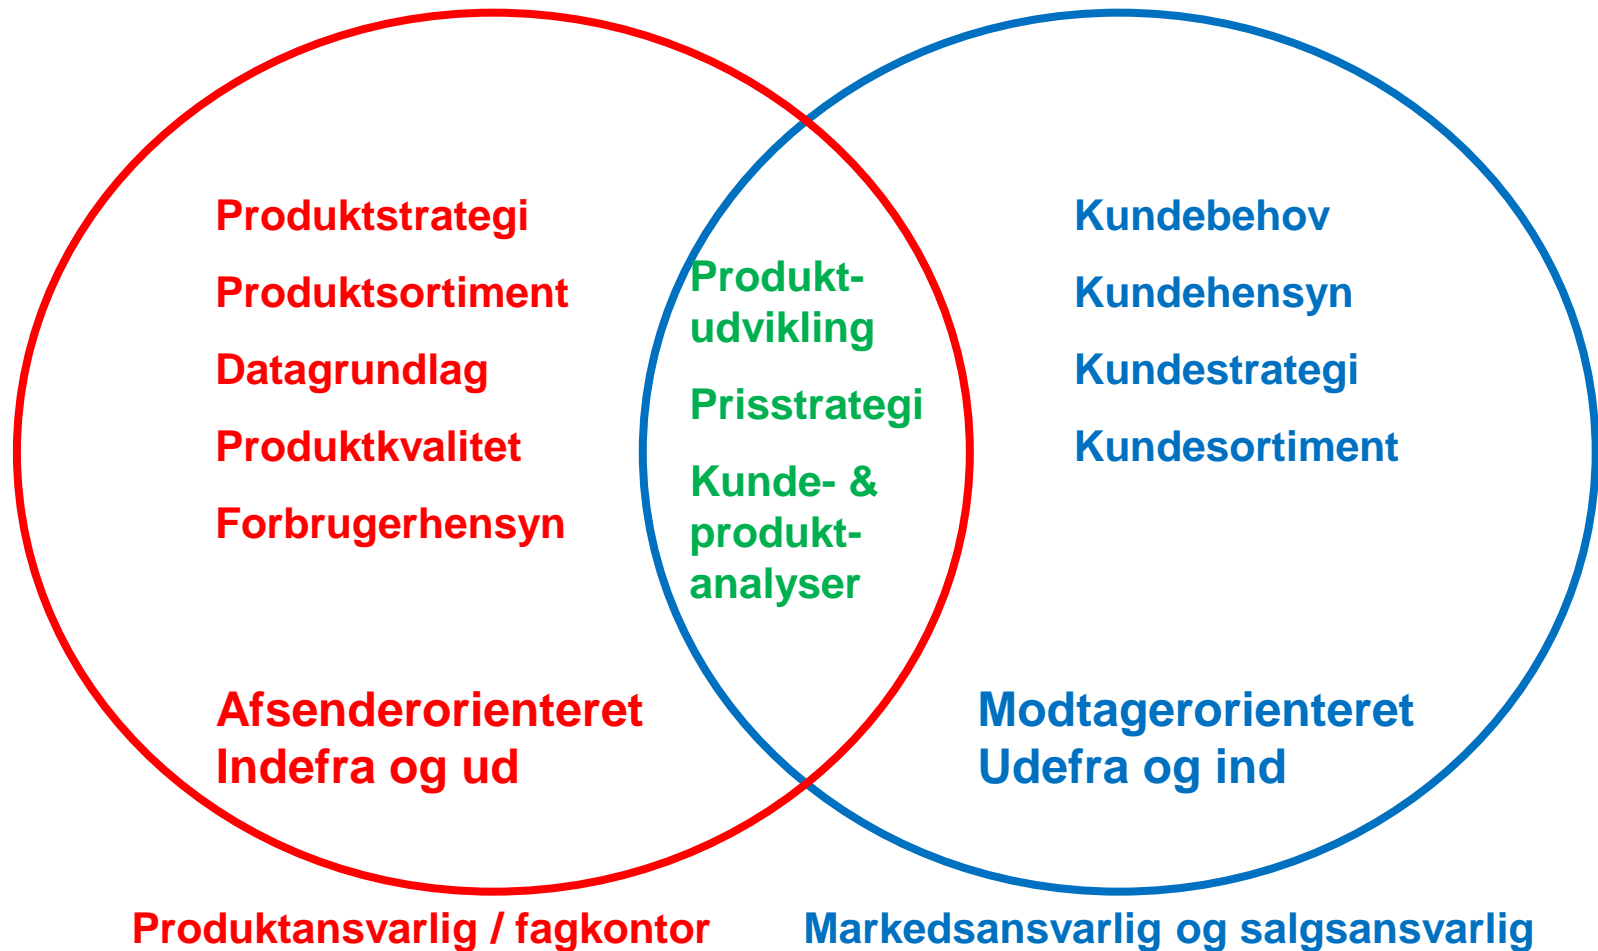 Produktstrategi
Produktsortiment
Datagrundlag
Produktkvalitet
Forbrugerhensyn
Afsenderorienteret
Indefra og ud
Produkt-
udvikling
Prisstrategi
Kunde- &
produkt-
analyser
Kundebehov
Kundehensyn
Kundestrategi
Kundesortiment
Modtagerorienteret
Udefra og ind
Produktansvarlig / fagkontor
Markedsansvarlig og salgsansvarlig